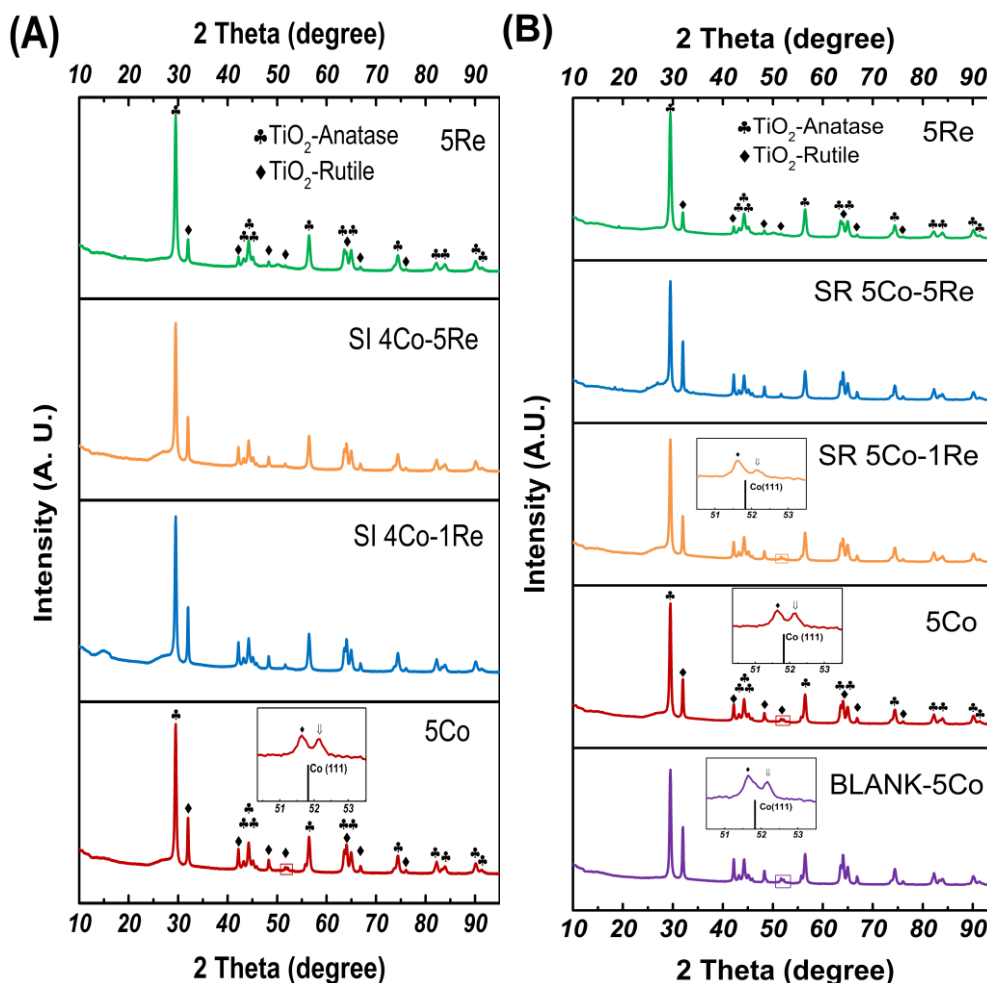 (A)
2 Theta (degree)
10 20 30 40 50 60 70 80 90
♣TiO2-Anatase
♦TiO2-Rutile
5Re
SI 4Co-5Re
SI 4Co-1Re
5Co
Co (111)
51 52 53
10 20 30 40 50 60 70 80 90
2 Theta (degree)
Intensity (A. U.)
(B)
2 Theta (degree)
10 20 30 40 50 60 70 80 90
♣TiO2-Anatase
♦TiO2-Rutile
5Re
SR 5Co-5Re
SR 5Co-1Re
Co(111)
51 52 53
5Co
Co (111)
51 52 53
BLANK-5Co
Co(111)
51 52 53
10 20 30 40 50 60 70 80 90
2 Theta (degree)
Intensity (A.U.)